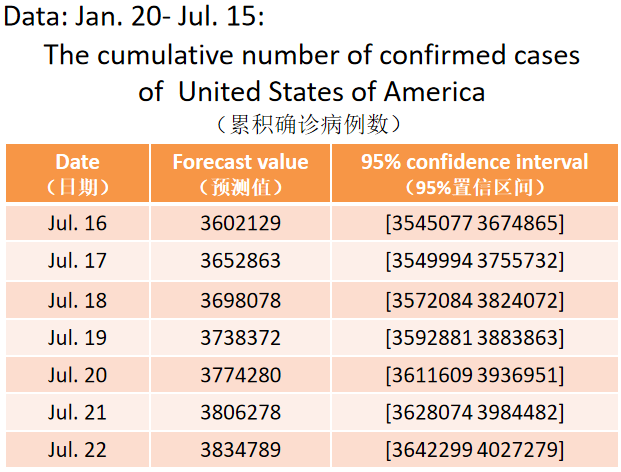 Data: Jan. 20- Jul. 15:
The cumulative number of confirmed cases
of United States of America
（累积确诊病例数）
Date Forecast value 95% confidence interval
（日期） （预测值） （95%置信区间）
Jul. 16 3602129 [3545077 3674865]
Jul. 17 3652863 [3549994 3755732]
Jul. 18 3698078 [3572084 3824072]
Jul. 19 3738372 [3592881 3883863]
Jul. 20 3774280 [3611609 3936951]
Jul. 21 3806278 [3628074 3984482]
Jul. 22 3834789 [3642299 4027279]